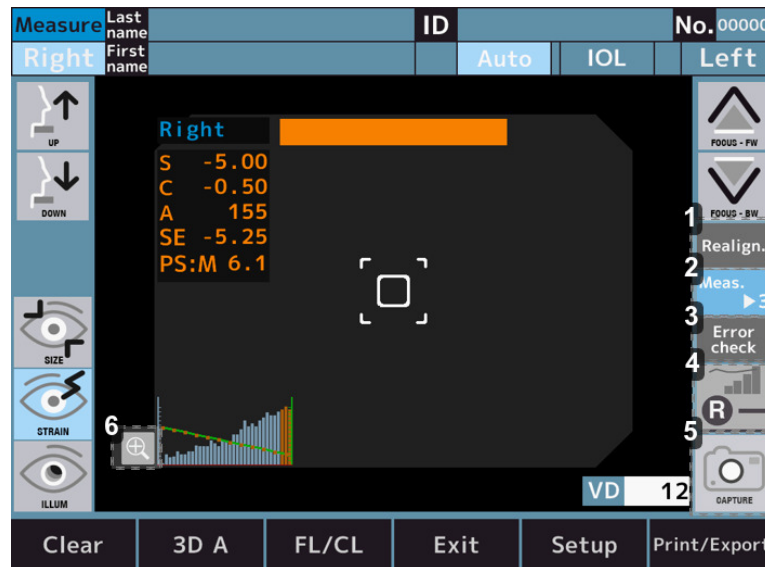 Measure Last name ID No. 00000
Right First name Auto IOL Left
UP
DOWN
SIZE
STRAIN
ILLUM
Right
S -5.00
C -0.50
A 155
SE -5.25
PS:M 6.1
FOCUS - FW
FOCUS - BW
1
Realign.
2
Meas.
▶3
3
Error
check
4
R
5
CAPTURE
6
VD 12
Clear 3D A FL/CL Exit Setup Print/Export